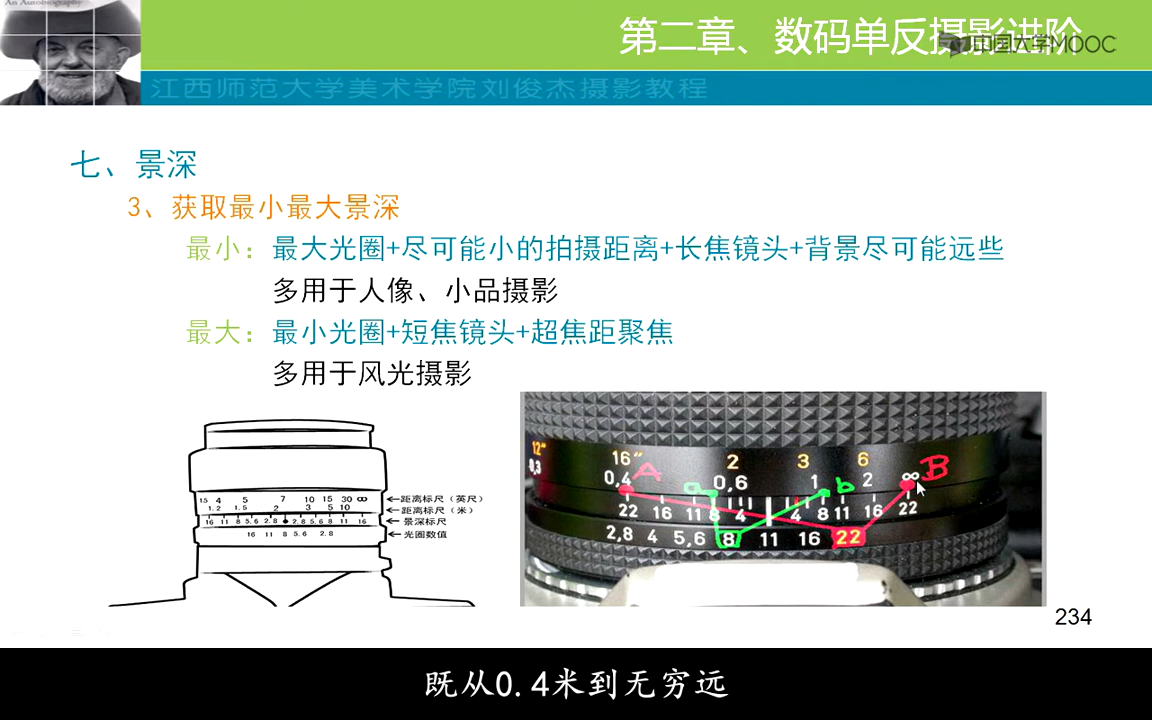 An Autobiography
第二章、数码单反摄影进阶
中国大学MOOC
江西师范大学美术学院刘俊杰摄影教程
七、景深
3、获取最小最大景深
最小：最大光圈+尽可能小的拍摄距离+长焦镜头+背景尽可能远些
多用于人像、小品摄影
最大：最小光圈+短焦镜头+超焦距聚焦
多用于风光摄影
15 4 5 7 10 15 30 ∞ 距离标尺（英尺）
1.2 1.5 2 3 5 10 距离标尺（米）
16 11 8 5.6 2.8 2.8 5.6 8 11 16 景深标尺
16 11 8 5.6 2.8 光圈数值
12" 16" 2 3 6
0,3 0,4 A a 0,6 1 b 2 ∞ B
22 16 11 8 4 4 8 11 16 22
2,8 4 5,6 8 11 16 22
234
既从0.4米到无穷远